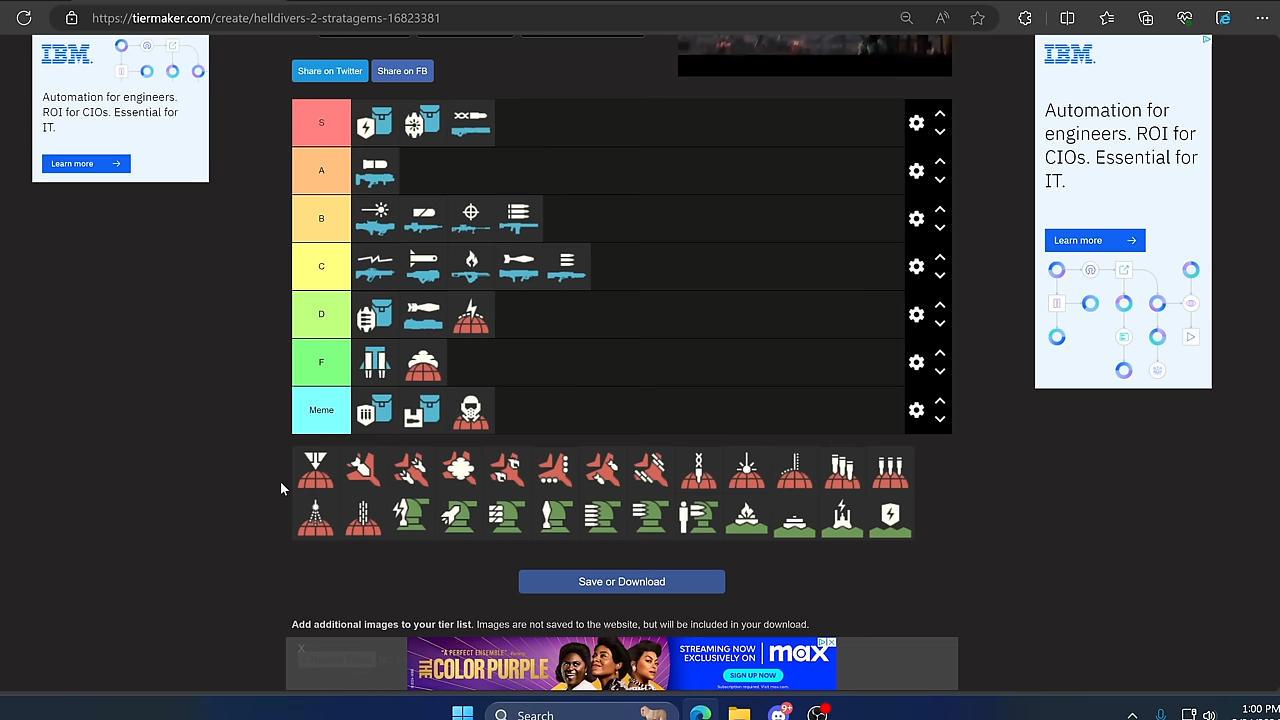 https://tiermaker.com/create/helldivers-2-stratagems-16823381
IBM.
Automation for engineers.
ROI for CIOs. Essential for
IT.
Learn more
Share on Twitter
Share on FB
S
A
B
C
D
F
Meme
IBM.
Automation for
engineers. ROI for
CIOs. Essential for
IT.
Learn more
Save or Download
Add additional images to your tier list. Images are not saved to the website, but will be included in your download.
X
"A PERFECT ENSEMBLE"
THE COLOR PURPLE
STREAMING NOW
EXCLUSIVELY ON
max
SIGN UP NOW
Search
9+
1:00 PM